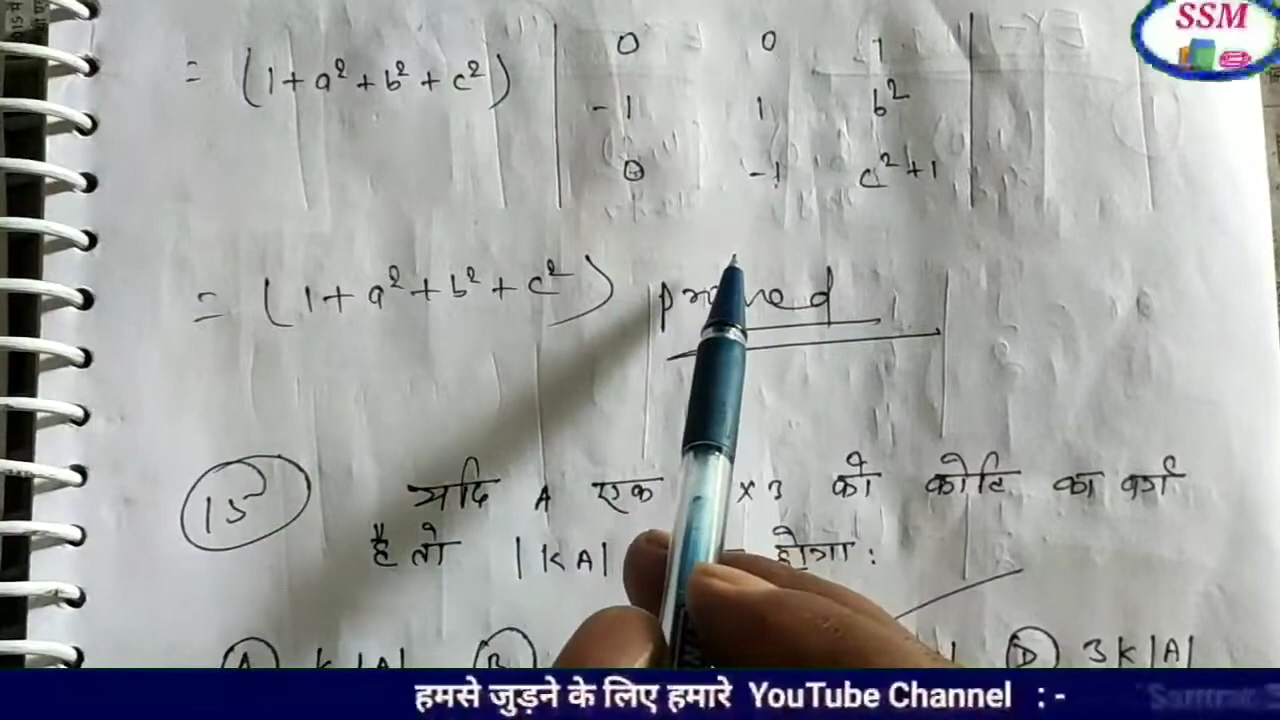 SSM
= (1+a²+b²+c²) | 0 0 1
-1 1 b²
0 -1 c²+1 |
= (1+a²+b²+c²) proved
15 यदि A एक × 3 की कोटि का वर्ग
है तो |KA| होगा:
(A) K|A| (B) (D) 3K|A|
हमसे जुड़ने के लिए हमारे YouTube Channel :-